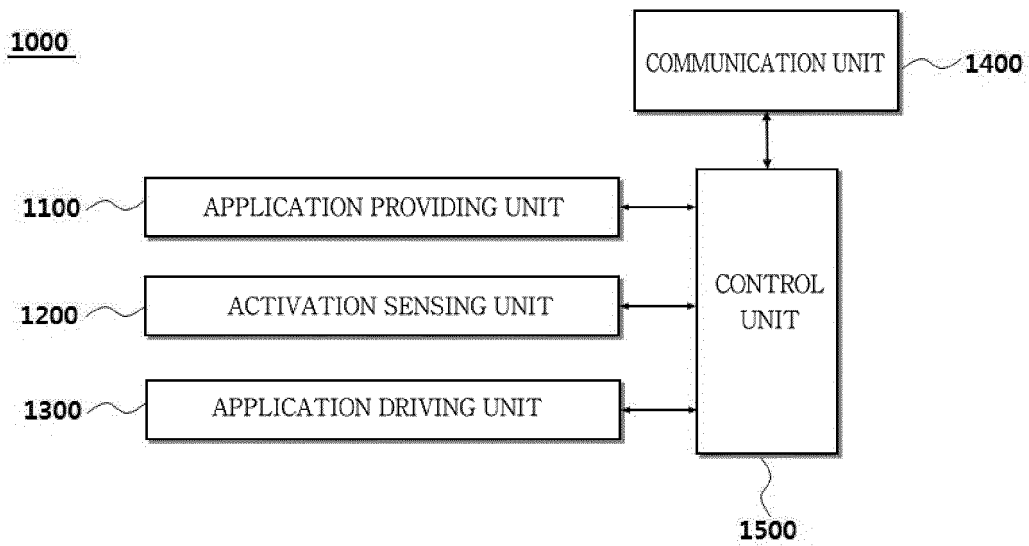 1000
COMMUNICATION UNIT
1400
1100
APPLICATION PROVIDING UNIT
1200
ACTIVATION SENSING UNIT
CONTROL
UNIT
1300
APPLICATION DRIVING UNIT
1500